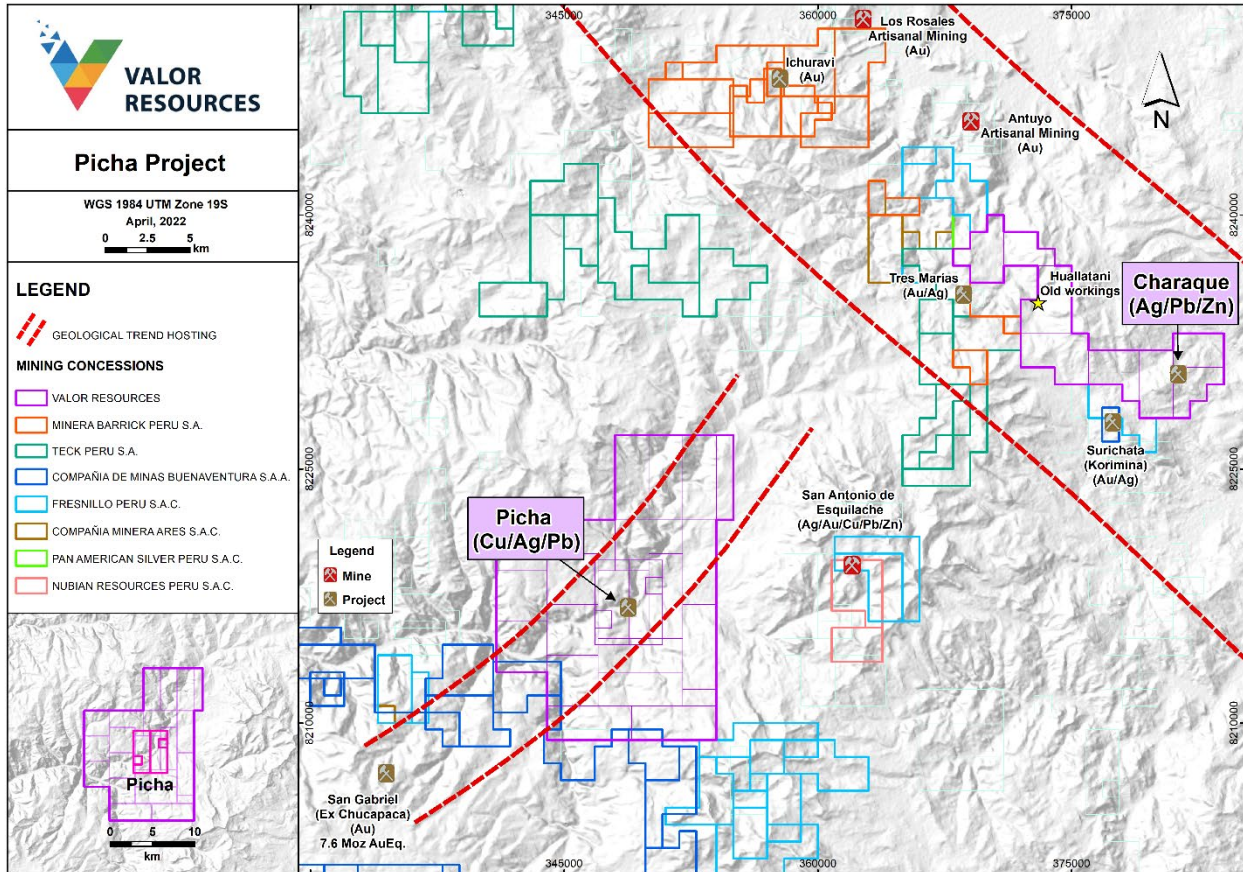 VALOR
RESOURCES
Picha Project
WGS 1984 UTM Zone 19S
April, 2022
0 2.5 5
km
LEGEND
GEOLOGICAL TREND HOSTING
MINING CONCESSIONS
VALOR RESOURCES
MINERA BARRICK PERU S.A.
TECK PERU S.A.
COMPAÑIA DE MINAS BUENAVENTURA S.A.A.
FRESNILLO PERU S.A.C.
COMPAÑIA MINERA ARES S.A.C.
PAN AMERICAN SILVER PERU S.A.C.
NUBIAN RESOURCES PERU S.A.C.
Picha
0 5 10
km
345000
360000
375000
Los Rosales
Artisanal Mining
(Au)
Ichuravi
(Au)
N
Antuyo
Artisanal Mining
(Au)
8240000
8240000
Tres Marias
(Au/Ag)
Huallatani
Old workings
Charaque
(Ag/Pb/Zn)
Surichata
(Korimina)
(Au/Ag)
8225000
8225000
San Antonio de
Esquilache
(Ag/Au/Cu/Pb/Zn)
Picha
(Cu/Ag/Pb)
Legend
Mine
Project
8210000
8210000
San Gabriel
(Ex Chucapaca)
(Au)
7.6 Moz AuEq.
345000
360000
375000